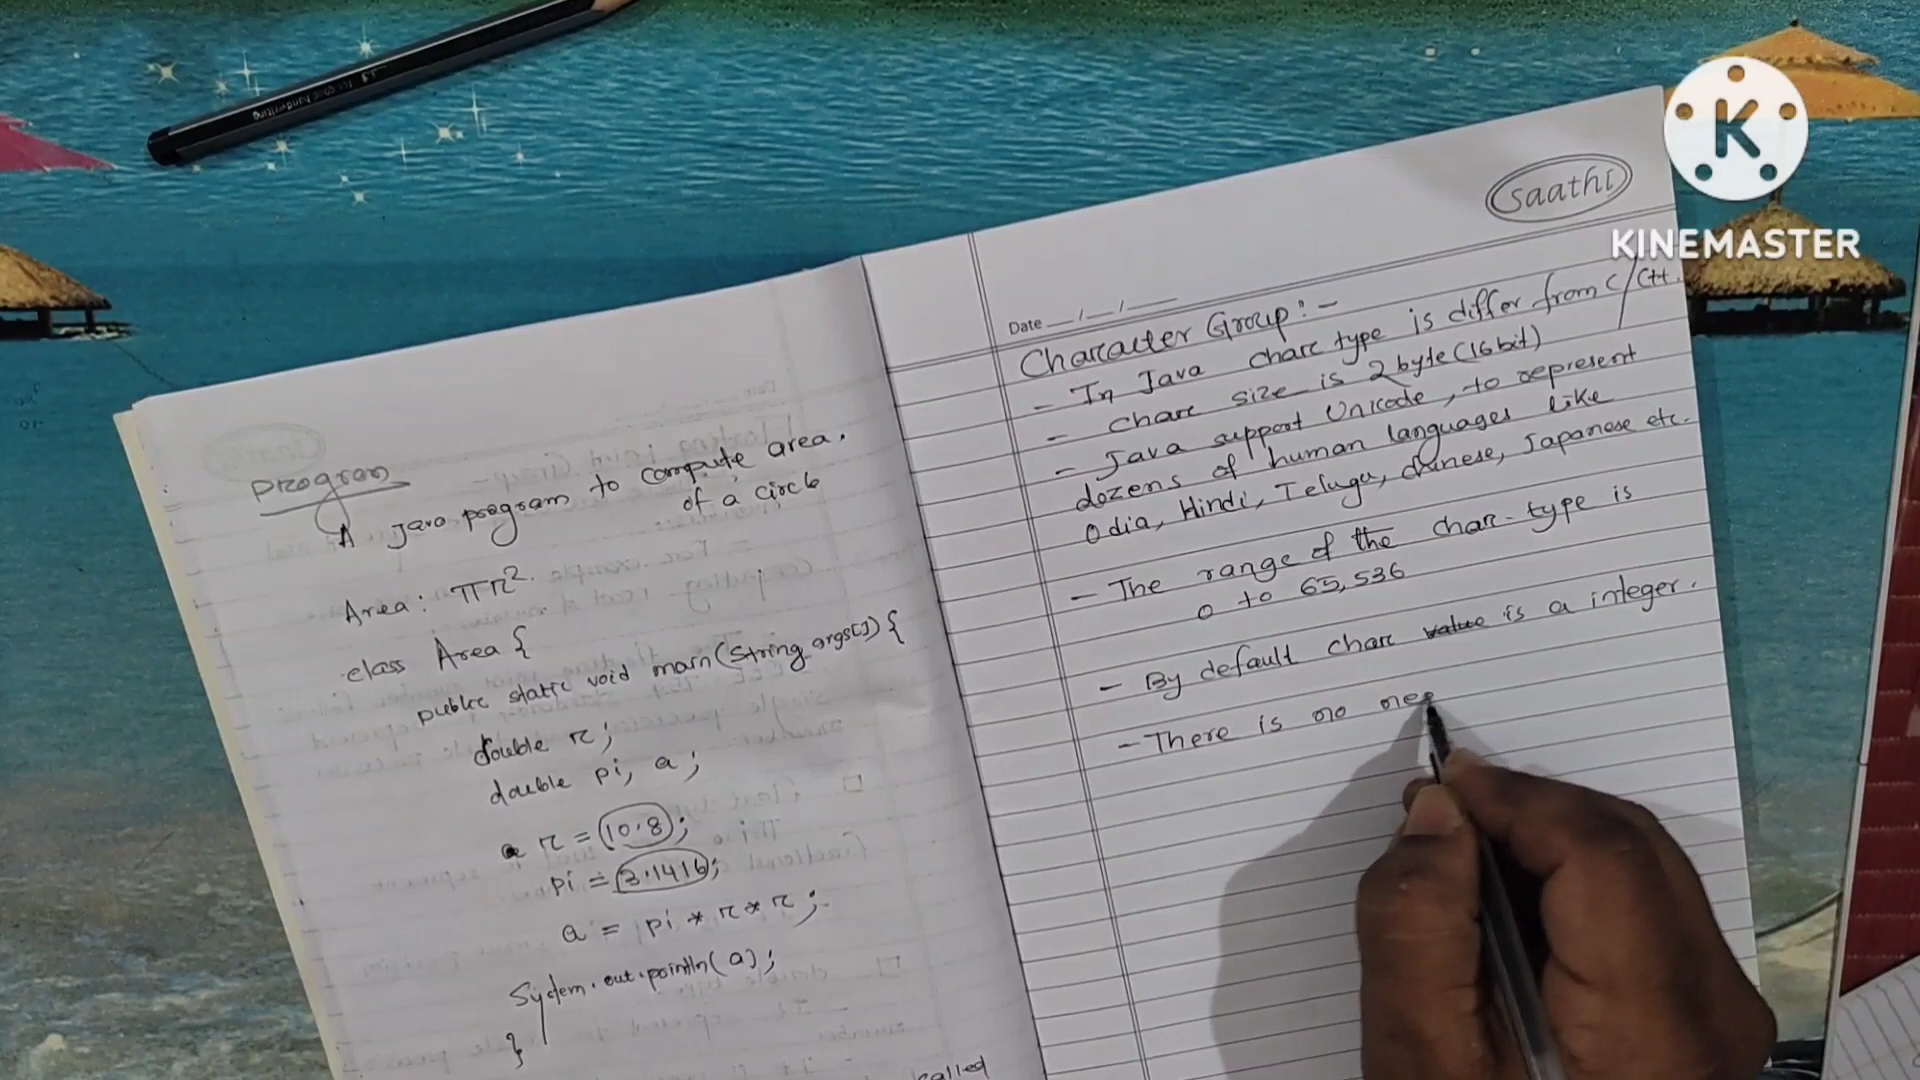 Program
A java program to compute area.
of a circle
Area: πr².
class Area {
public static void main(String args[]) {
double r;
double pi, a;
r = 10.8;
pi = 3.1416;
a = pi * r * r;
System.out.println(a);
}
called
saathi
KINEMASTER
Date __/__/__
Character Group:-
- In Java char type is differ from C/C++.
- char size is 2 byte (16 bit)
- Java support Unicode, to represent
dozens of human languages like
Odia, Hindi, Telugu, chinese, Japanese etc.
- The range of the char-type is
0 to 65,536
- By default char value is a integer.
- There is no nee